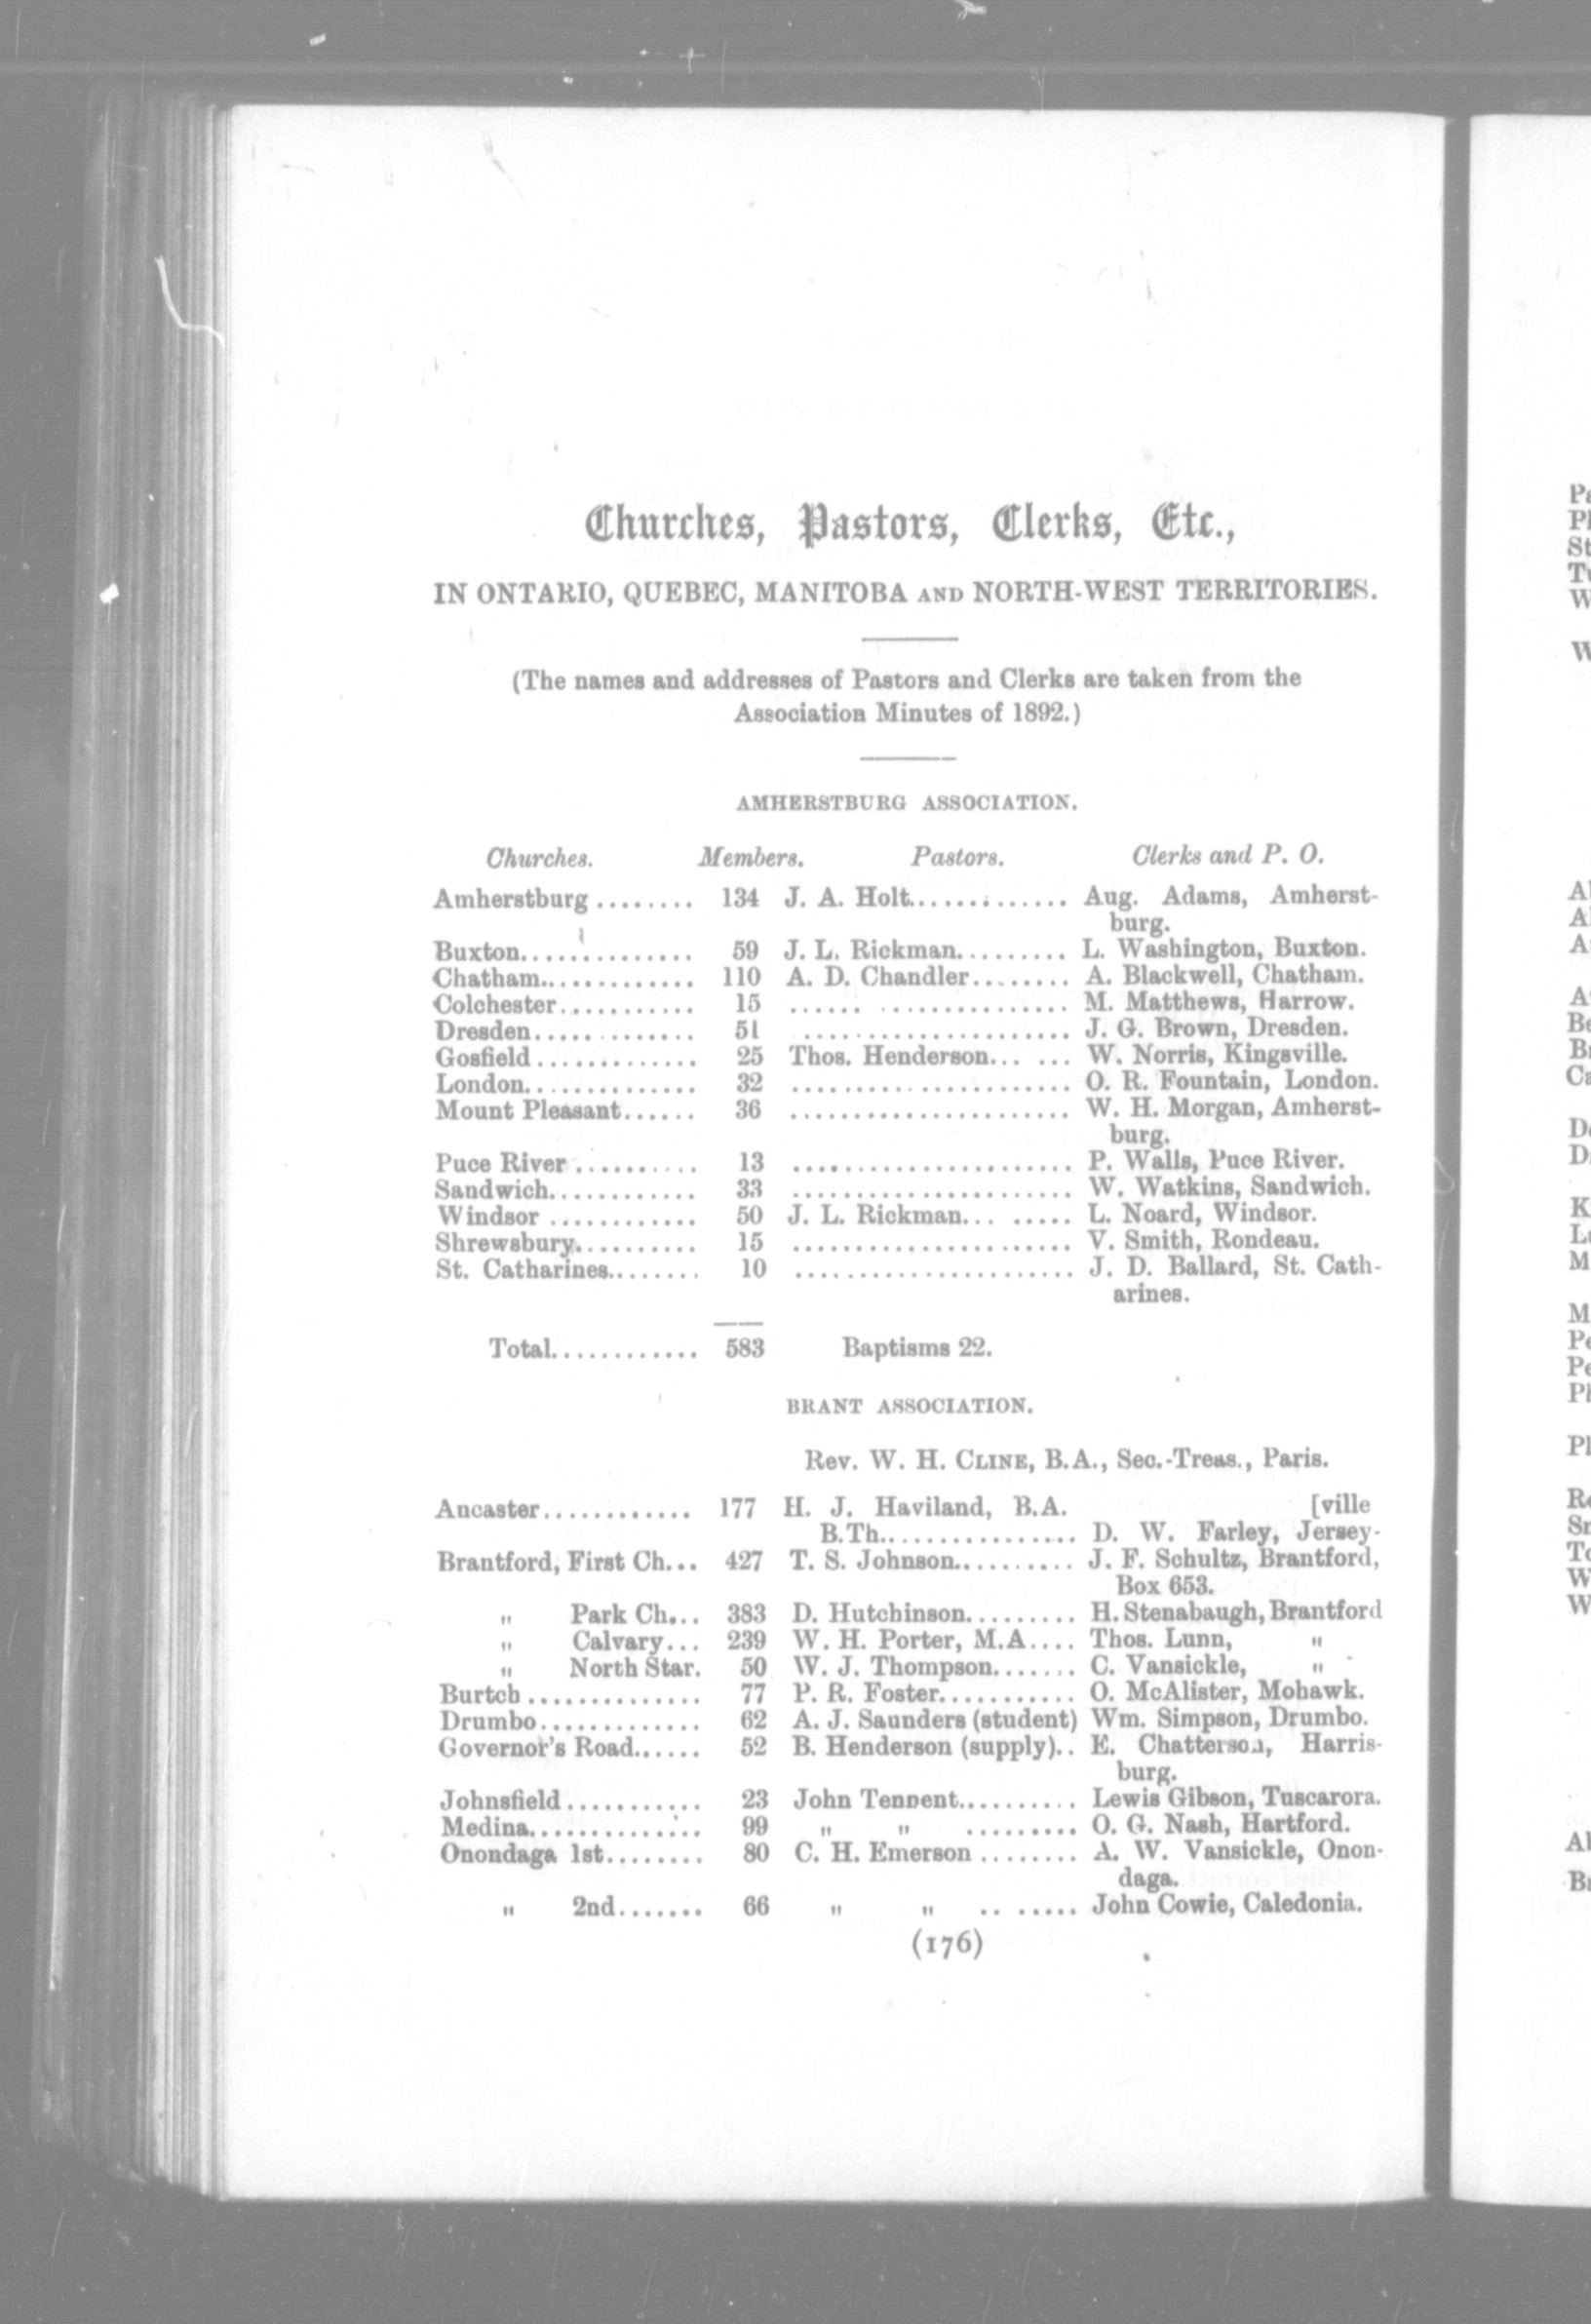 Churches, Pastors, Clerks, Etc.,
IN ONTARIO, QUEBEC, MANITOBA AND NORTH-WEST TERRITORIES.
(The names and addresses of Pastors and Clerks are taken from the
Association Minutes of 1892.)
AMHERSTBURG ASSOCIATION.
Churches. Members. Pastors. Clerks and P. O.
Amherstburg ........ 134 J. A. Holt............. Aug. Adams, Amherst-
burg.
Buxton.............. 59 J. L. Rickman.......... L. Washington, Buxton.
Chatham............. 110 A. D. Chandler........ A. Blackwell, Chatham.
Colchester........... 15 ...................... M. Matthews, Harrow.
Dresden............. 51 ...................... J. G. Brown, Dresden.
Gosfield ............. 25 Thos. Henderson... ... W. Norris, Kingsville.
London.............. 32 ...................... O. R. Fountain, London.
Mount Pleasant...... 36 ...................... W. H. Morgan, Amherst-
burg.
Puce River .......... 13 ...................... P. Walls, Puce River.
Sandwich............ 33 ...................... W. Watkins, Sandwich.
Windsor ............ 50 J. L. Rickman... ..... L. Noard, Windsor.
Shrewsbury.......... 15 ...................... V. Smith, Rondeau.
St. Catharines........ 10 ...................... J. D. Ballard, St. Cath-
arines.
Total............ 583 Baptisms 22.
BRANT ASSOCIATION.
Rev. W. H. CLINE, B.A., Sec.-Treas., Paris.
Ancaster............ 177 H. J. Haviland, B.A. [ville
B.Th................ D. W. Farley, Jersey-
Brantford, First Ch... 427 T. S. Johnson.......... J. F. Schultz, Brantford,
Box 653.
" Park Ch... 383 D. Hutchinson......... H. Stenabaugh, Brantford
" Calvary... 239 W. H. Porter, M.A.... Thos. Lunn, "
" North Star. 50 W. J. Thompson....... C. Vansickle, "
Burtch .............. 77 P. R. Foster........... O. McAlister, Mohawk.
Drumbo............. 62 A. J. Saunders (student) Wm. Simpson, Drumbo.
Governor's Road...... 52 B. Henderson (supply).. E. Chatterson, Harris-
burg.
Johnsfield........... 23 John Tennent.......... Lewis Gibson, Tuscarora.
Medina.............. 99 " " ......... O. G. Nash, Hartford.
Onondaga 1st........ 80 C. H. Emerson ........ A. W. Vansickle, Onon-
daga.
" 2nd....... 66 " " .. ..... John Cowie, Caledonia.
(176)